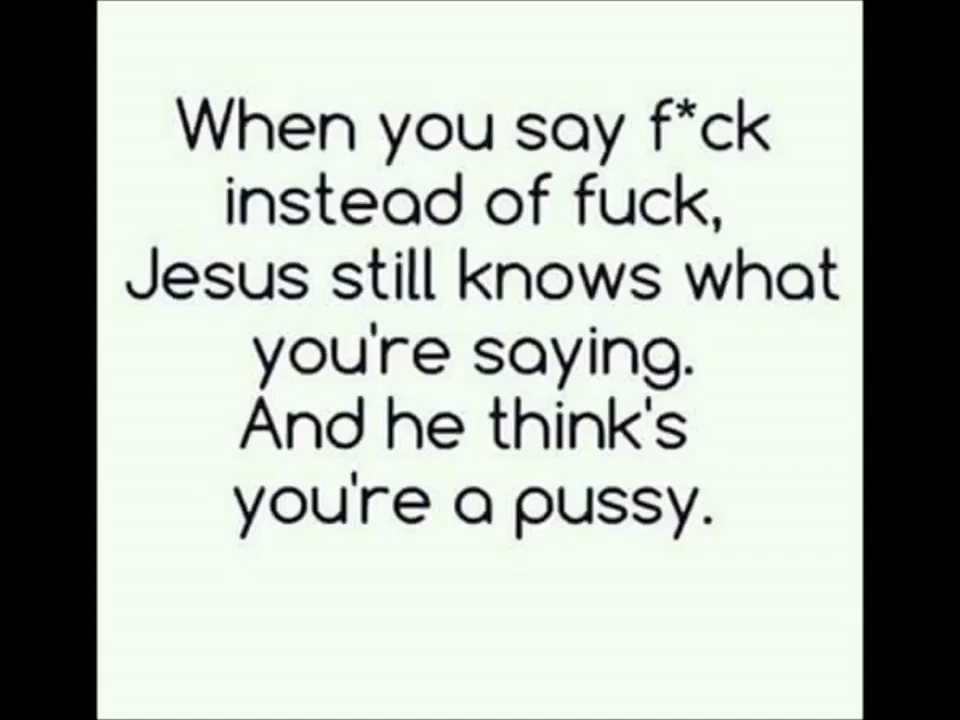 When you say f*ck
instead of fuck,
Jesus still knows what
you're saying.
And he think's
you're a pussy.